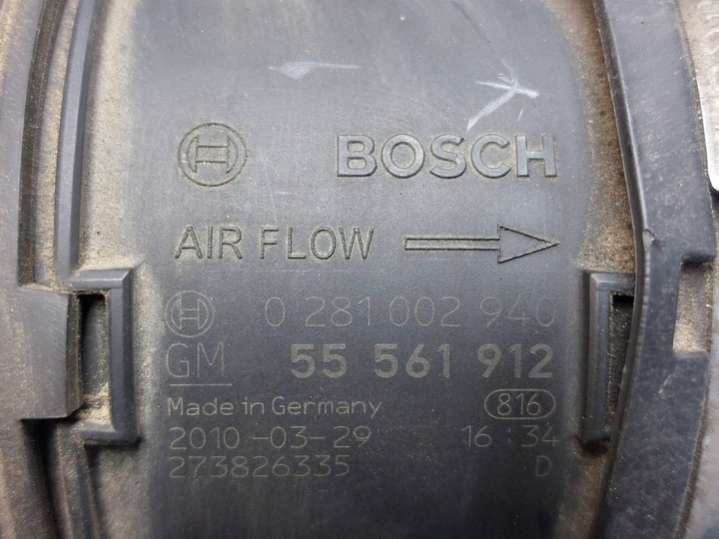 BOSCH
AIR FLOW
0 281 002 940
GM 55 561 912
Made in Germany 816
2010-03-29 16:34
273826335 D